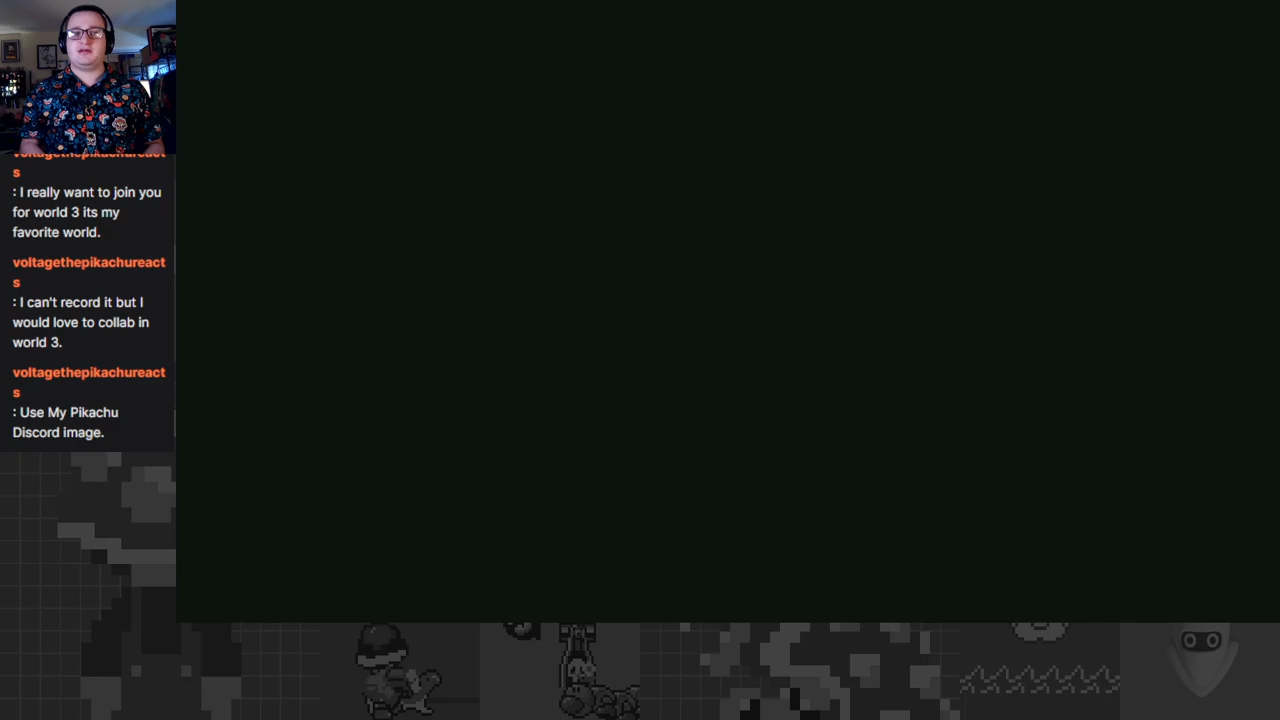 voltagethepikachureact
s
: I really want to join you
for world 3 its my
favorite world.
voltagethepikachureact
s
: I can't record it but I
would love to collab in
world 3.
voltagethepikachureact
s
: Use My Pikachu
Discord image.